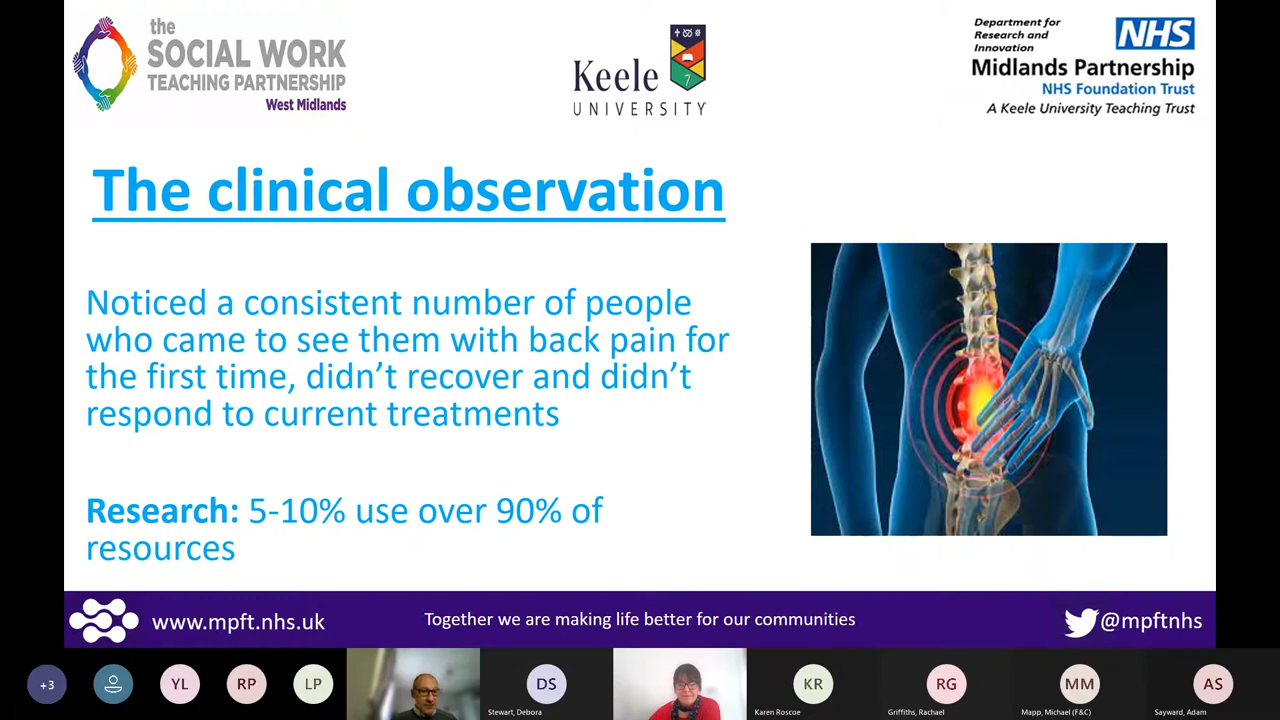 the
SOCIAL WORK
TEACHING PARTNERSHIP
West Midlands
Keele
UNIVERSITY
Department for
Research and
Innovation
NHS
Midlands Partnership
NHS Foundation Trust
A Keele University Teaching Trust
The clinical observation
Noticed a consistent number of people
who came to see them with back pain for
the first time, didn’t recover and didn’t
respond to current treatments
Research: 5-10% use over 90% of
resources
www.mpft.nhs.uk
Together we are making life better for our communities
@mpftnhs
+3
YL
RP
LP
DS
Stewart, Debora
KR
Karen Roscoe
RG
Griffiths, Rachael
MM
Mapp, Michael (F&C)
AS
Sayward, Adam